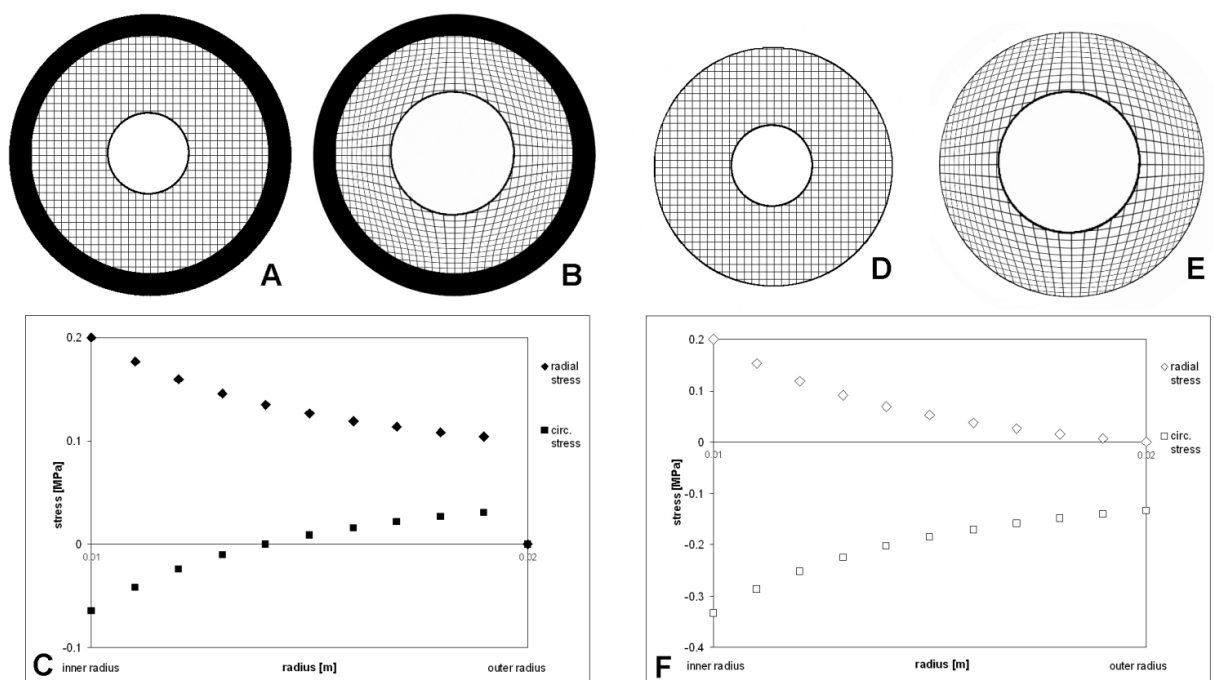 A
B
D
E
0.2
0.1
0
-0.1
stress [MPa]
0.01
0.02
radial
stress
circ.
stress
C
inner radius
radius [m]
outer radius
0.2
0.1
0
-0.1
-0.2
-0.3
-0.4
stress [MPa]
0.01
0.02
radial
stress
circ.
stress
F
inner radius
radius [m]
outer radius